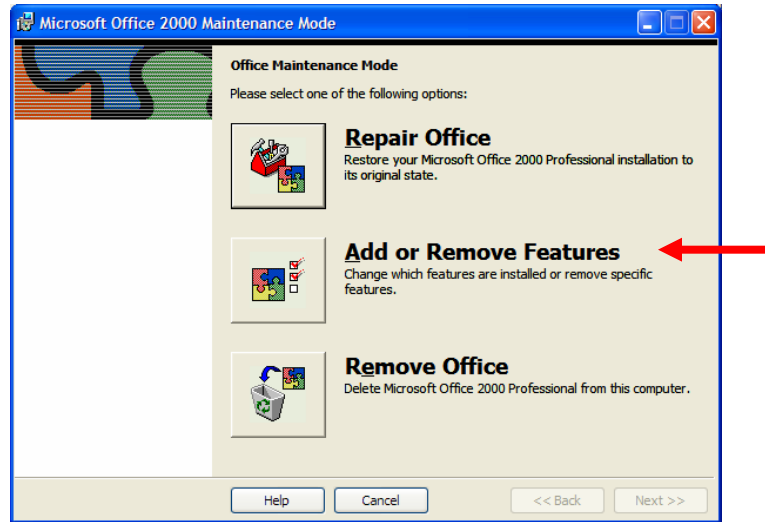 Microsoft Office 2000 Maintenance Mode
Office Maintenance Mode
Please select one of the following options:
Repair Office
Restore your Microsoft Office 2000 Professional installation to
its original state.
Add or Remove Features
Change which features are installed or remove specific
features.
Remove Office
Delete Microsoft Office 2000 Professional from this computer.
Help
Cancel
<< Back
Next >>